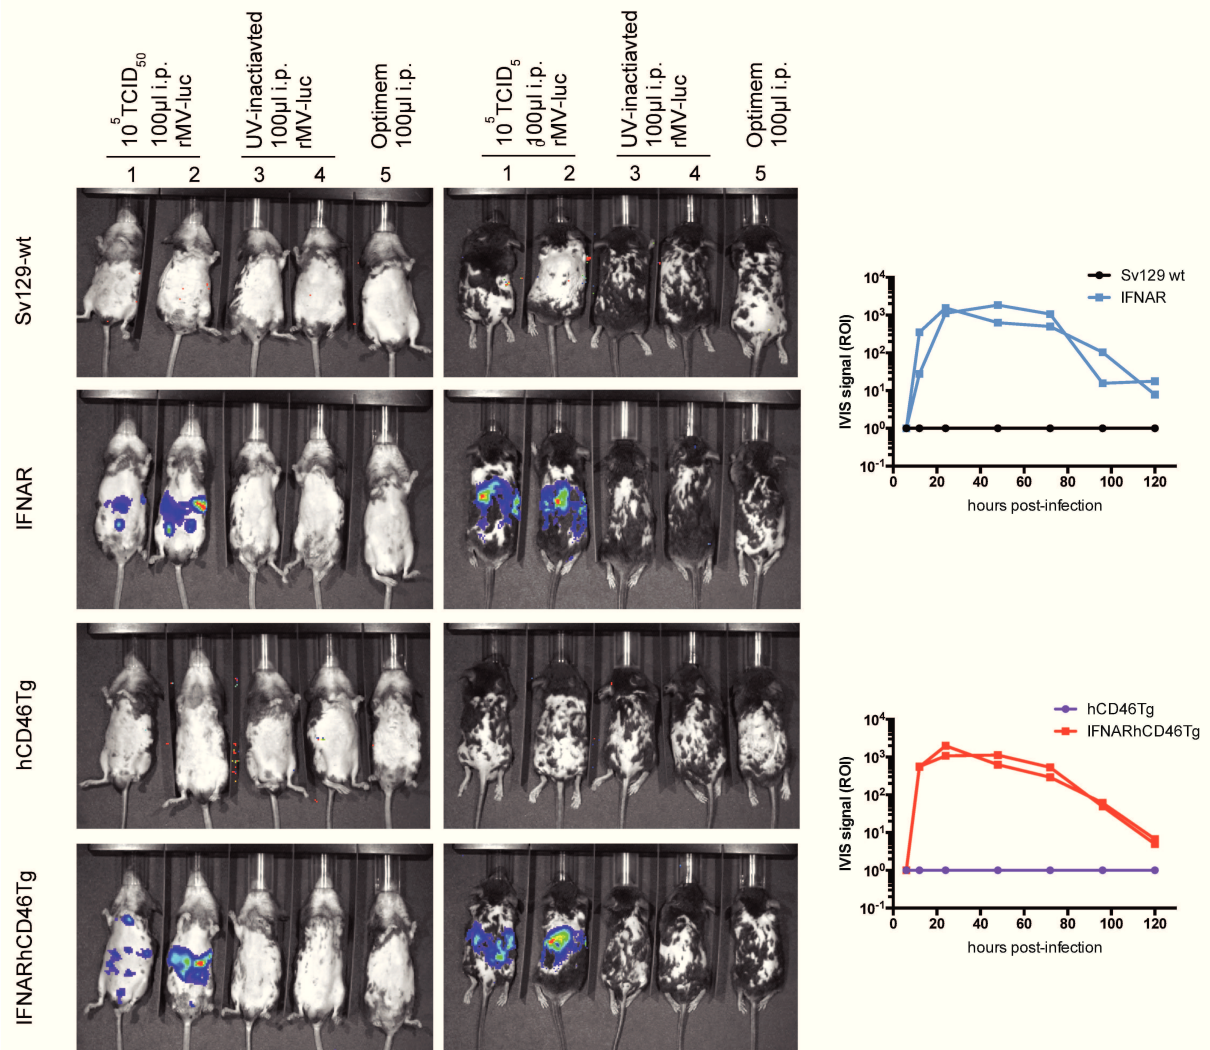 10^5 TCID50
100µl i.p.
rMV-luc
UV-inactiavted
100µl i.p.
rMV-luc
Optimem
100µl i.p.
10^5 TCID5
0
100µl i.p.
rMV-luc
UV-inactiavted
100µl i.p.
rMV-luc
Optimem
100µl i.p.
1 2 3 4 5
1 2 3 4 5
Sv129-wt
IFNAR
hCD46Tg
IFNARhCD46Tg
Sv129 wt
IFNAR
IVIS signal (ROI)
10^4
10^3
10^2
10^1
10^0
10^-1
0 20 40 60 80 100 120
hours post-infection
hCD46Tg
IFNARhCD46Tg
IVIS signal (ROI)
10^4
10^3
10^2
10^1
10^0
10^-1
0 20 40 60 80 100 120
hours post-infection